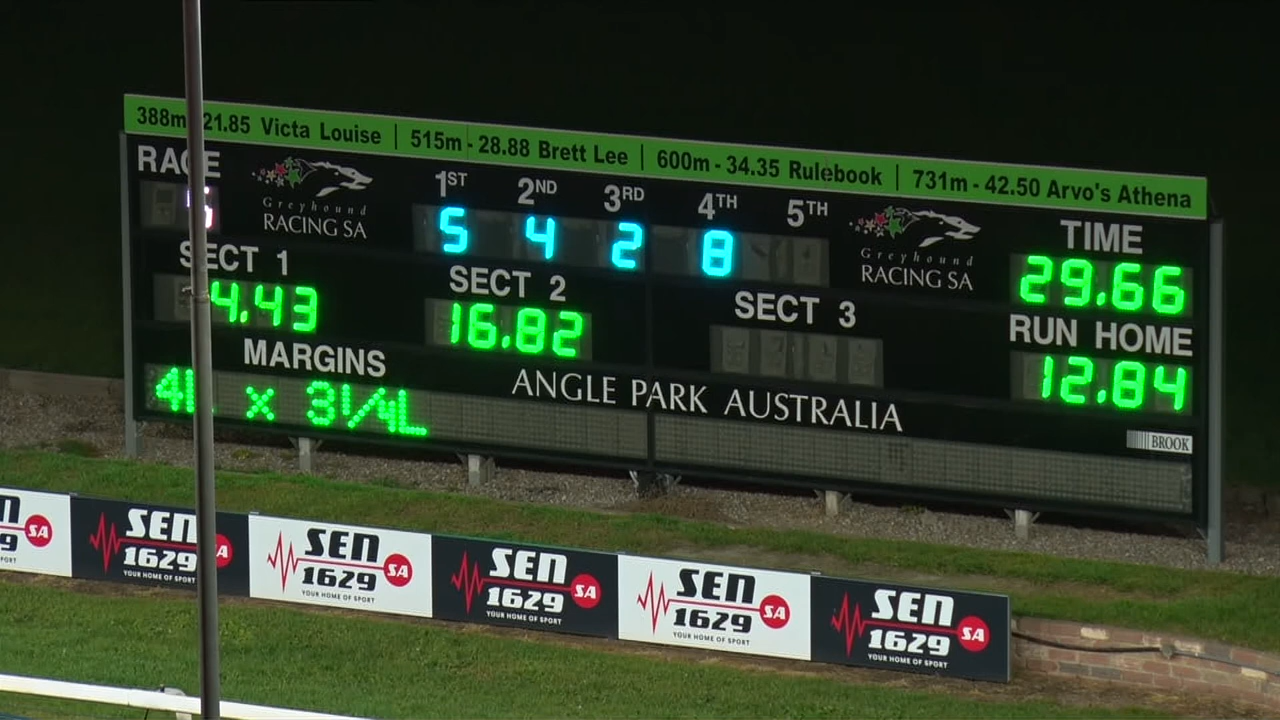 388m 21.85 Victa Louise | 515m - 28.88 Brett Lee | 600m - 34.35 Rulebook | 731m - 42.50 Arvo's Athena
RACE
Greyhound
RACING SA
1ST 2ND 3RD 4TH 5TH
5 4 2 8
Greyhound
RACING SA
TIME
29.66
SECT 1
4.43
SECT 2
16.82
SECT 3
RUN HOME
12.84
MARGINS
4L x 3 1/4L
ANGLE PARK AUSTRALIA
BROOK
SEN
1629
SA
YOUR HOME OF SPORT
SEN
1629
SA
YOUR HOME OF SPORT
SEN
1629
SA
YOUR HOME OF SPORT
SEN
1629
SA
YOUR HOME OF SPORT
SEN
1629
SA
YOUR HOME OF SPORT